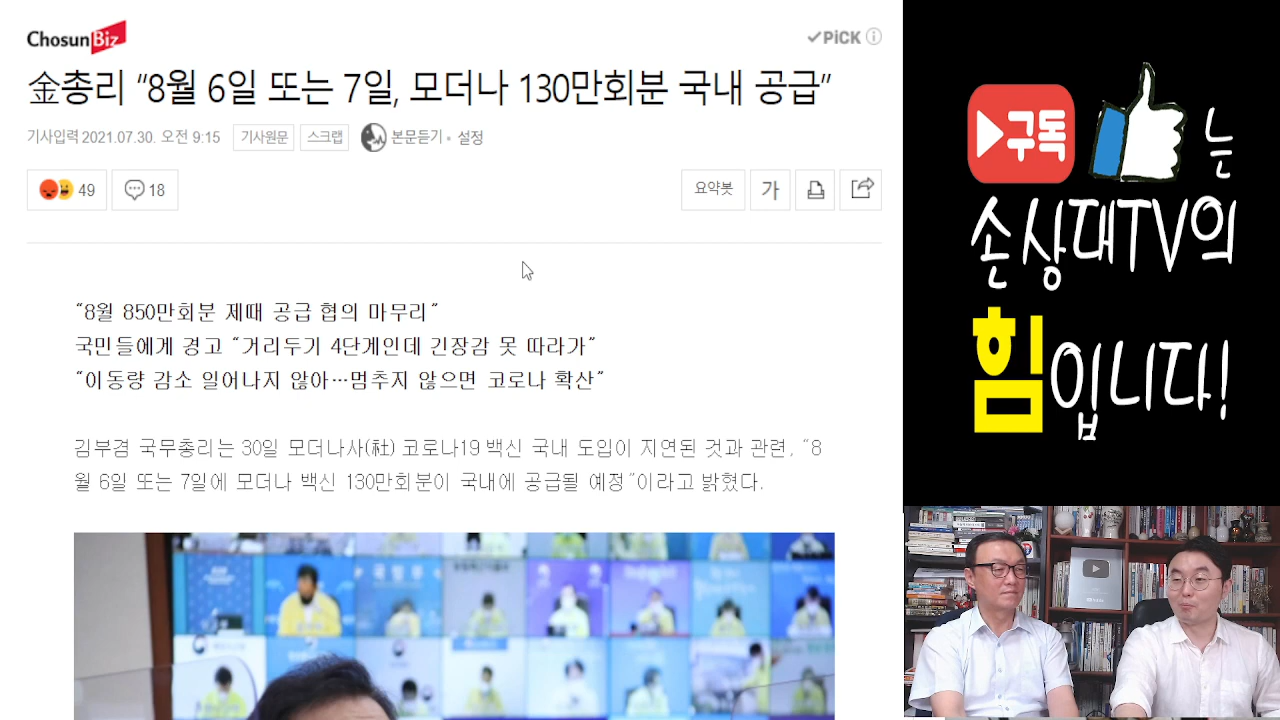 ChosunBiz
PiCK
金총리 “8월 6일 또는 7일, 모더나 130만회분 국내 공급”
기사입력 2021.07.30. 오전 9:15 기사원문 스크랩 본문듣기 • 설정
49 18 요약봇 가
“8월 850만회분 제때 공급 협의 마무리”
국민들에게 경고 “거리두기 4단계인데 긴장감 못 따라가”
“이동량 감소 일어나지 않아…멈추지 않으면 코로나 확산”
김부겸 국무총리는 30일 모더나사(社) 코로나19 백신 국내 도입이 지연된 것과 관련, “8
월 6일 또는 7일에 모더나 백신 130만회분이 국내에 공급될 예정”이라고 밝혔다.
구독 는
손상대TV의
힘입니다!